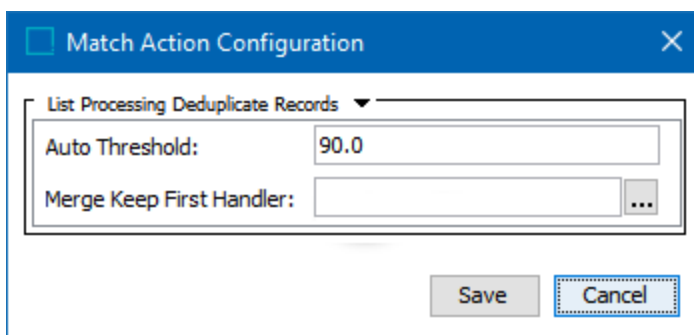 Match Action Configuration
List Processing Deduplicate Records
Auto Threshold: 90.0
Merge Keep First Handler: ...
Save Cancel